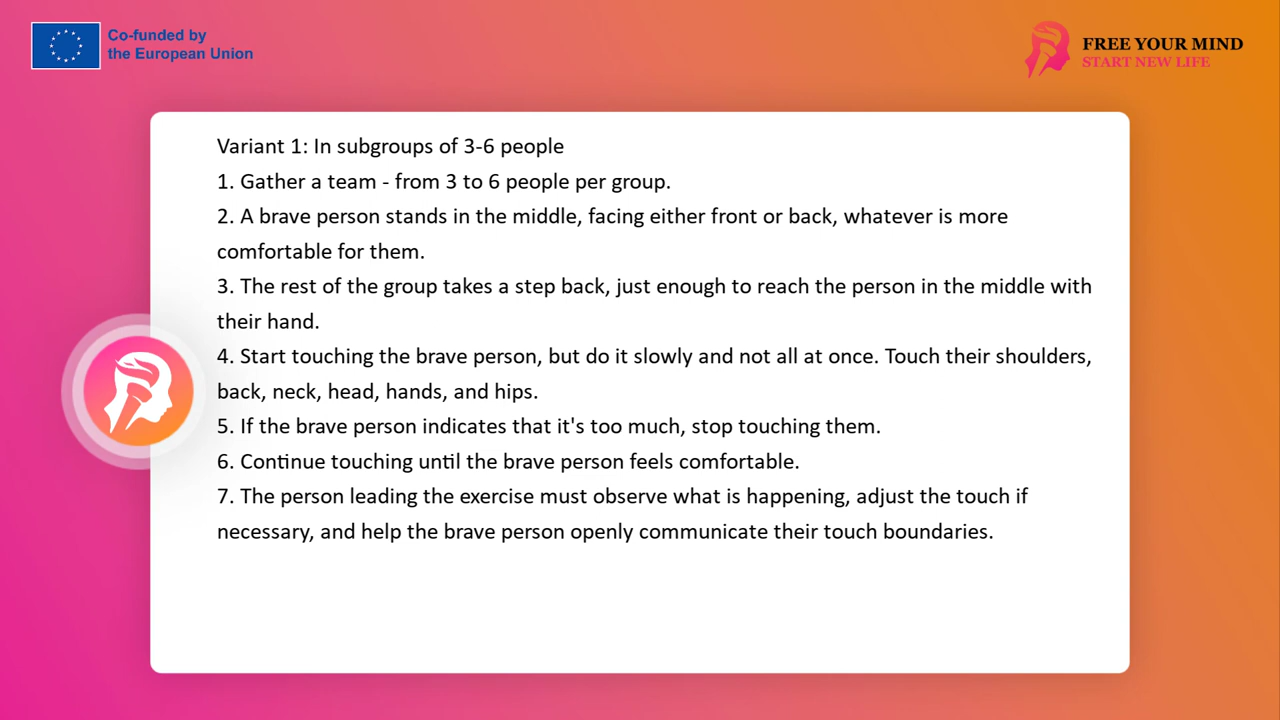 Co-funded by
the European Union
FREE YOUR MIND
START NEW LIFE
Variant 1: In subgroups of 3-6 people
1. Gather a team - from 3 to 6 people per group.
2. A brave person stands in the middle, facing either front or back, whatever is more
comfortable for them.
3. The rest of the group takes a step back, just enough to reach the person in the middle with
their hand.
4. Start touching the brave person, but do it slowly and not all at once. Touch their shoulders,
back, neck, head, hands, and hips.
5. If the brave person indicates that it's too much, stop touching them.
6. Continue touching until the brave person feels comfortable.
7. The person leading the exercise must observe what is happening, adjust the touch if
necessary, and help the brave person openly communicate their touch boundaries.